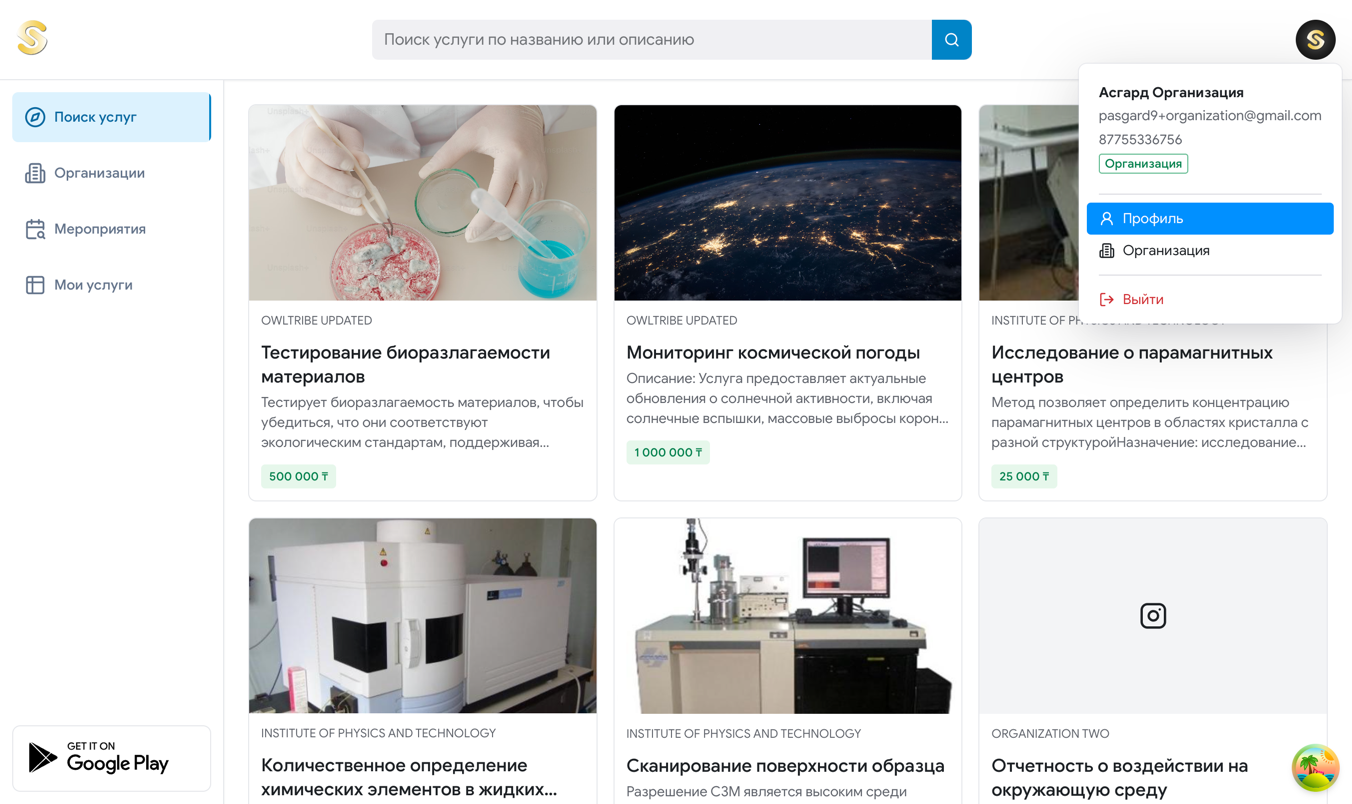 Поиск услуги по названию или описанию
Поиск услуг
Организации
Мероприятия
Мои услуги
GET IT ON
Google Play
Асгард Организация
pasgard9+organization@gmail.com
87755336756
Организация
Профиль
Организация
Выйти
OWLTRIBE UPDATED
Тестирование биоразлагаемости
материалов
Тестирует биоразлагаемость материалов, чтобы
убедиться, что они соответствуют
экологическим стандартам, поддерживая...
500 000 ₸
OWLTRIBE UPDATED
Мониторинг космической погоды
Описание: Услуга предоставляет актуальные
обновления о солнечной активности, включая
солнечные вспышки, массовые выбросы корон...
1 000 000 ₸
Исследование о парамагнитных
центров
Метод позволяет определить концентрацию
парамагнитных центров в областях кристалла с
разной структуройНазначение: исследование...
25 000 ₸
INSTITUTE OF PHYSICS AND TECHNOLOGY
Количественное определение
химических элементов в жидких...
INSTITUTE OF PHYSICS AND TECHNOLOGY
Сканирование поверхности образца
Разрешение СЗМ является высоким среди
ORGANIZATION TWO
Отчетность о воздействии на
окружающую среду